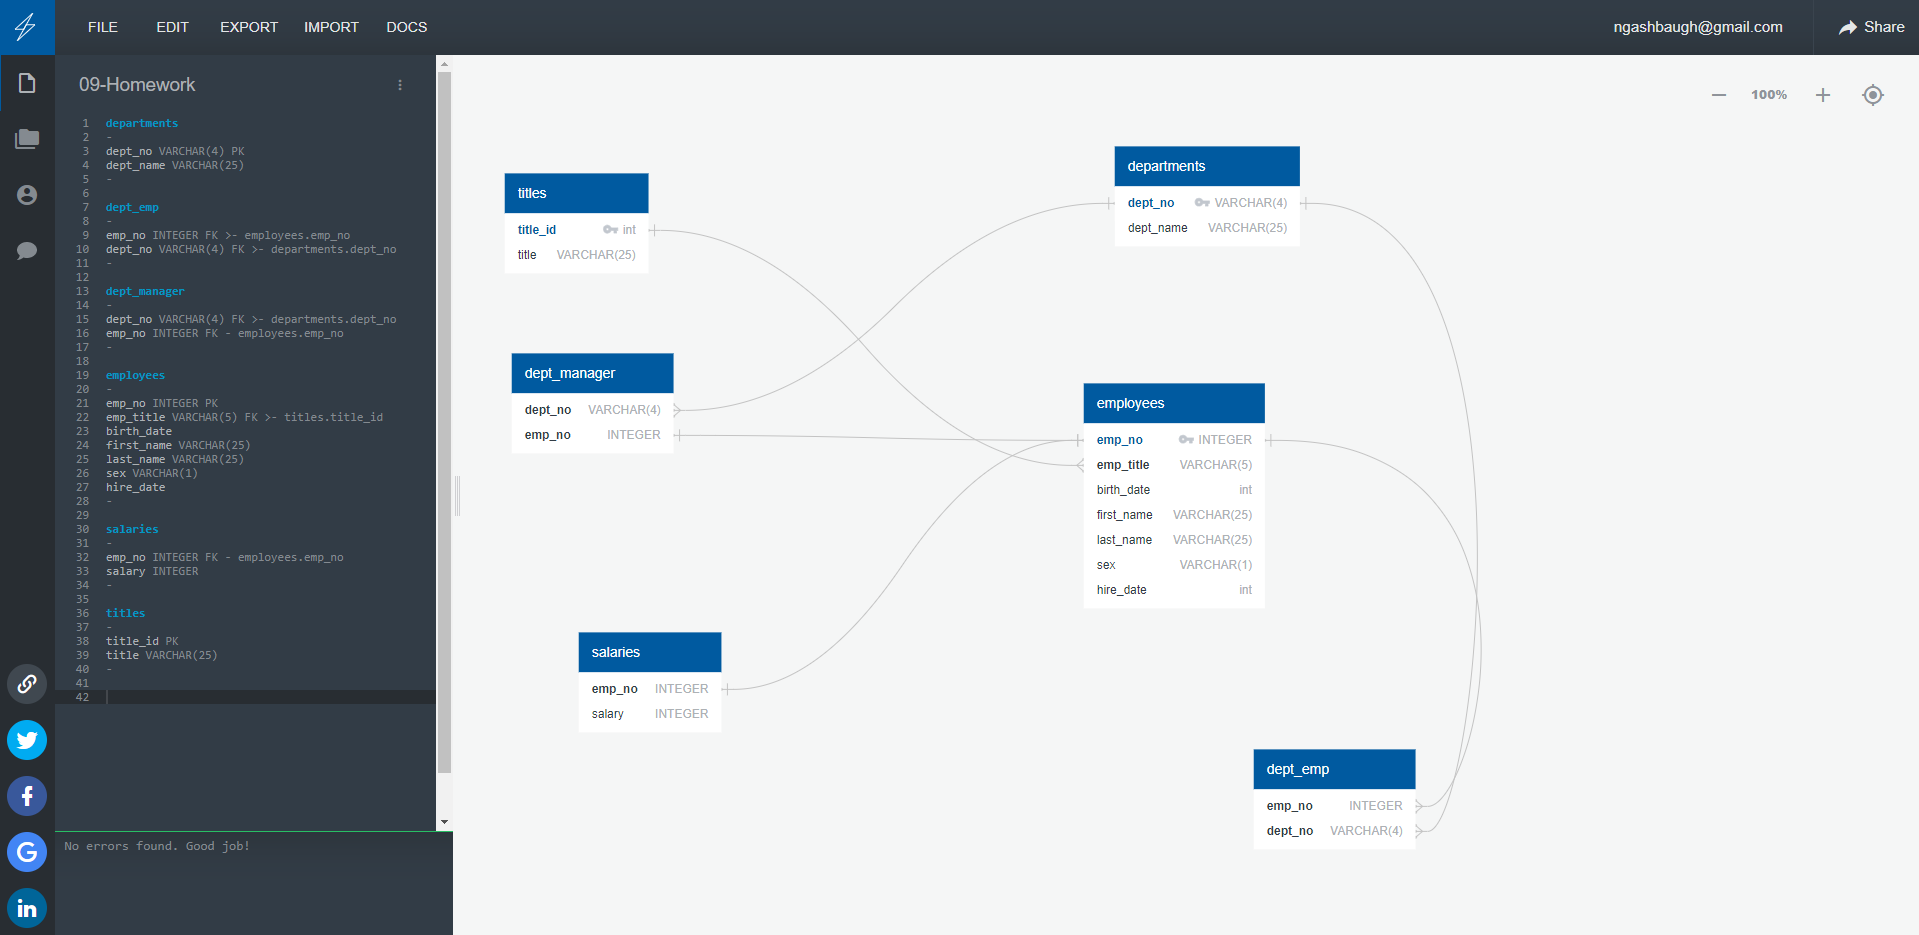 FILE EDIT EXPORT IMPORT DOCS ngashbaugh@gmail.com Share
09-Homework
1 departments
2 -
3 dept_no VARCHAR(4) PK
4 dept_name VARCHAR(25)
5 -
6
7 dept_emp
8 -
9 emp_no INTEGER FK >- employees.emp_no
10 dept_no VARCHAR(4) FK >- departments.dept_no
11 -
12
13 dept_manager
14 -
15 dept_no VARCHAR(4) FK >- departments.dept_no
16 emp_no INTEGER FK - employees.emp_no
17 -
18
19 employees
20 -
21 emp_no INTEGER PK
22 emp_title VARCHAR(5) FK >- titles.title_id
23 birth_date
24 first_name VARCHAR(25)
25 last_name VARCHAR(25)
26 sex VARCHAR(1)
27 hire_date
28 -
29
30 salaries
31 -
32 emp_no INTEGER FK - employees.emp_no
33 salary INTEGER
34 -
35
36 titles
37 -
38 title_id PK
39 title VARCHAR(25)
40 -
41
42
No errors found. Good job!
100%
titles
title_id int
title VARCHAR(25)
departments
dept_no VARCHAR(4)
dept_name VARCHAR(25)
dept_manager
dept_no VARCHAR(4)
emp_no INTEGER
employees
emp_no INTEGER
emp_title VARCHAR(5)
birth_date int
first_name VARCHAR(25)
last_name VARCHAR(25)
sex VARCHAR(1)
hire_date int
salaries
emp_no INTEGER
salary INTEGER
dept_emp
emp_no INTEGER
dept_no VARCHAR(4)